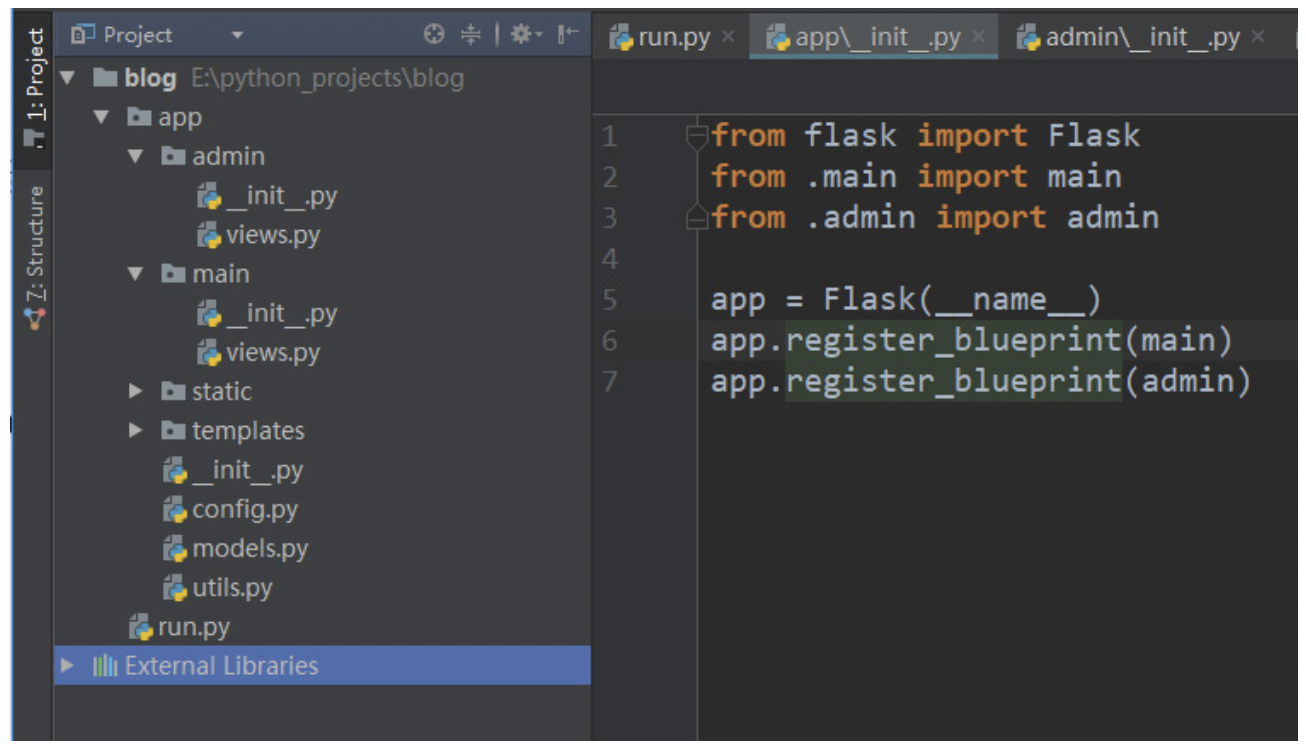 1: Project
Z: Structure
Project
blog E:\python_projects\blog
app
admin
__init__.py
views.py
main
__init__.py
views.py
static
templates
__init__.py
config.py
models.py
utils.py
run.py
External Libraries
run.py × app\__init__.py × admin\__init__.py ×
1 from flask import Flask
2 from .main import main
3 from .admin import admin
4
5 app = Flask(__name__)
6 app.register_blueprint(main)
7 app.register_blueprint(admin)